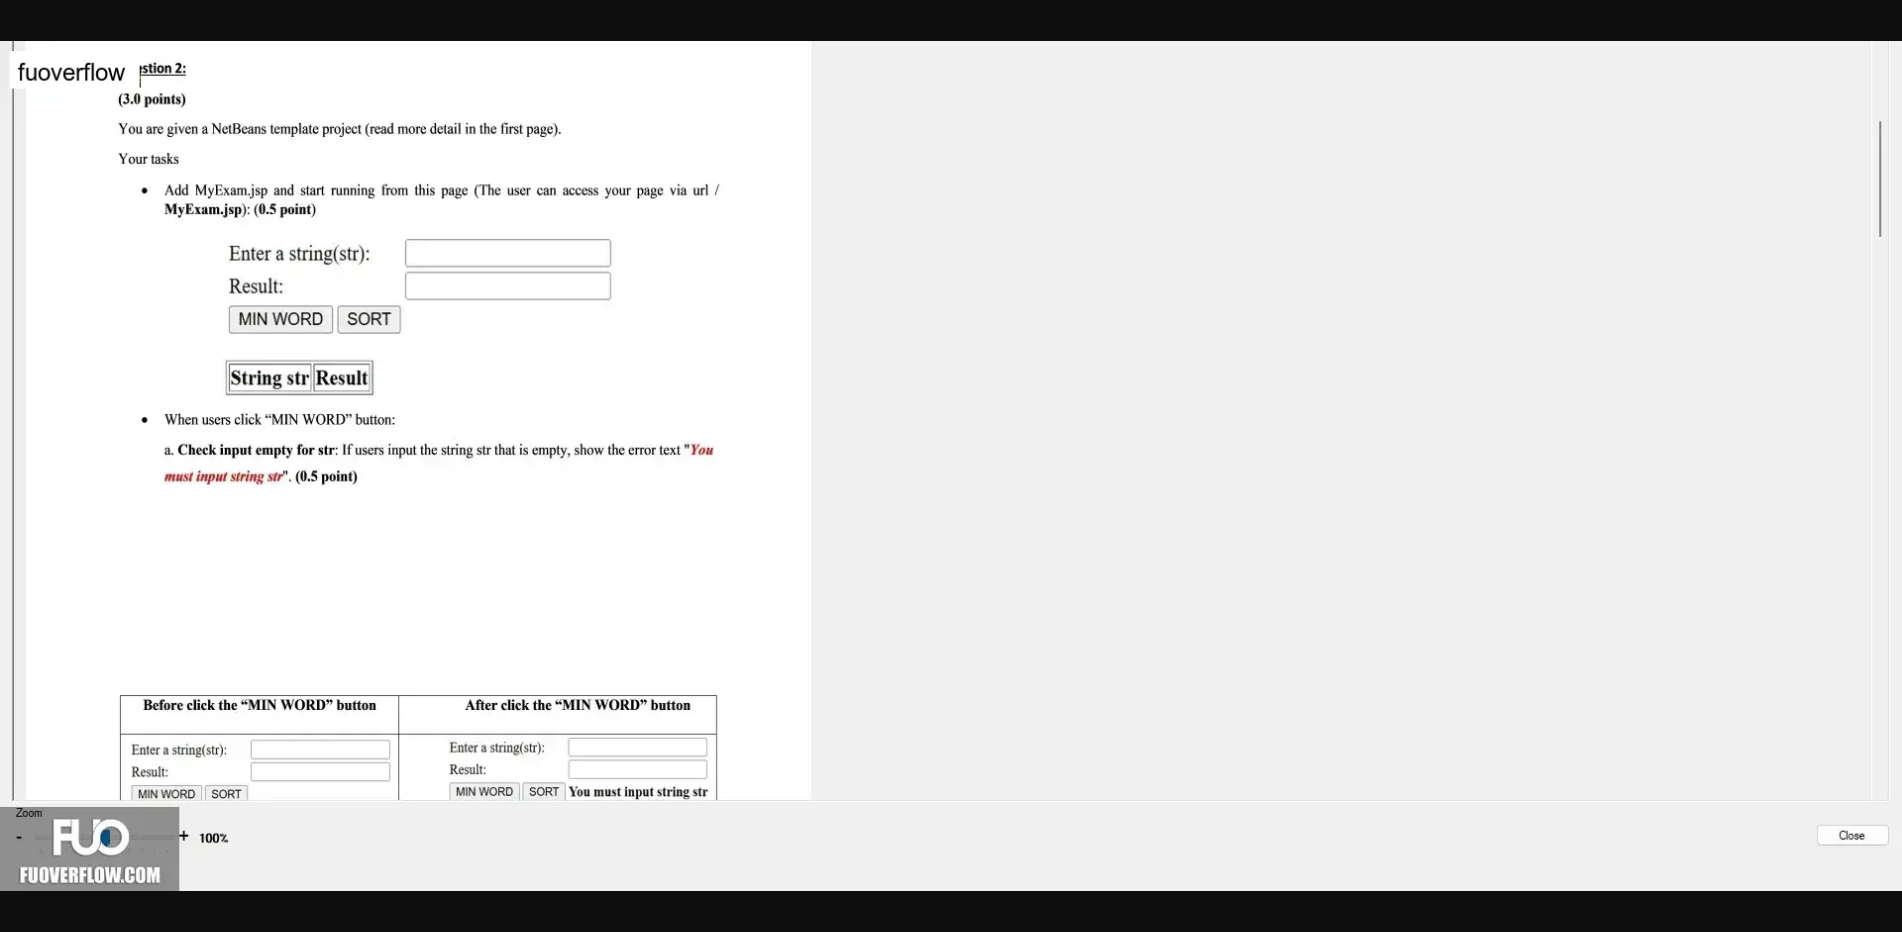 fuoverflow
stion 2:
(3.0 points)
You are given a NetBeans template project (read more detail in the first page).
Your tasks
• Add MyExam.jsp and start running from this page (The user can access your page via url /
MyExam.jsp): (0.5 point)
Enter a string(str):
Result:
MIN WORD SORT
String str Result
• When users click “MIN WORD” button:
a. Check input empty for str: If users input the string str that is empty, show the error text "You
must input string str". (0.5 point)
Before click the “MIN WORD” button After click the “MIN WORD” button
Enter a string(str): Enter a string(str):
Result: Result:
MIN WORD SORT MIN WORD SORT You must input string str
Zoom
- + 100%
Close
FUO
FUOVERFLOW.COM